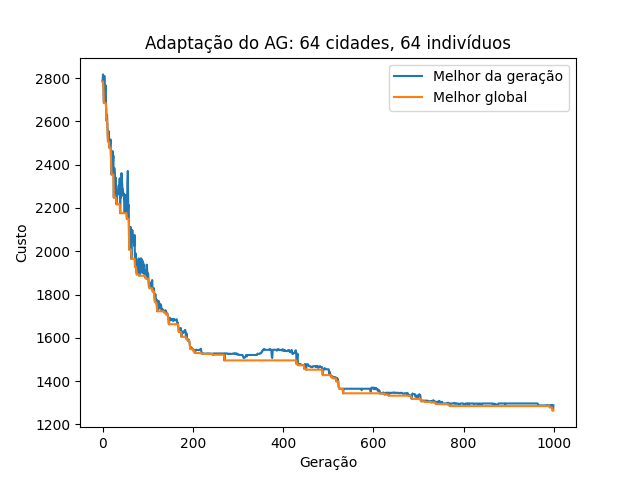 Adaptação do AG: 64 cidades, 64 indivíduos
Melhor da geração
Melhor global
2800
2600
2400
2200
2000
1800
1600
1400
1200
Custo
0 200 400 600 800 1000
Geração